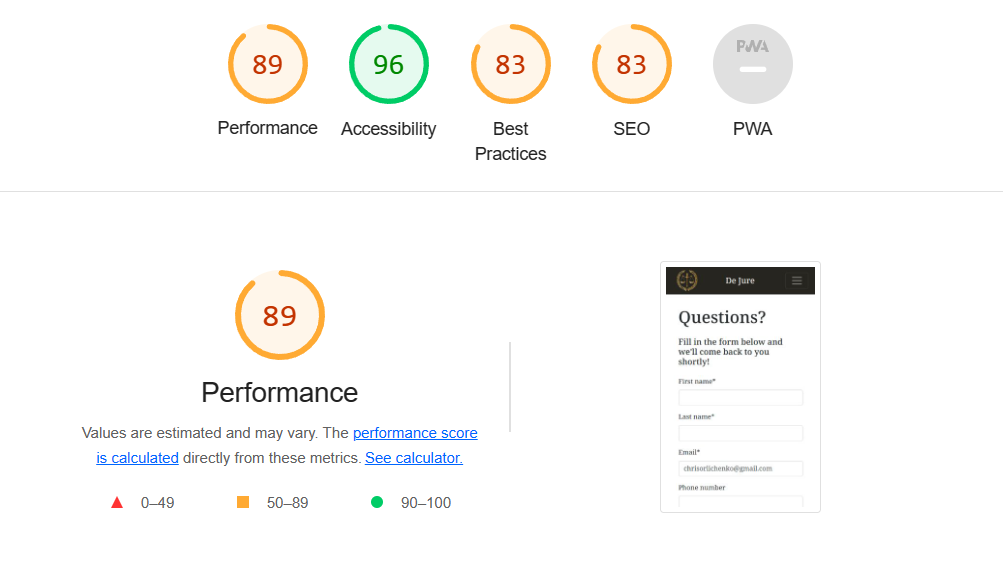 89
96
83
83
PWA
Performance
Accessibility
Best
Practices
SEO
PWA
89
Performance
Values are estimated and may vary. The performance score
is calculated directly from these metrics. See calculator.
0–49
50–89
90–100
De Jure
Questions?
Fill in the form below and
we'll come back to you
shortly!
First name*
Last name*
Email*
chrisorlichenko@gmail.com
Phone number